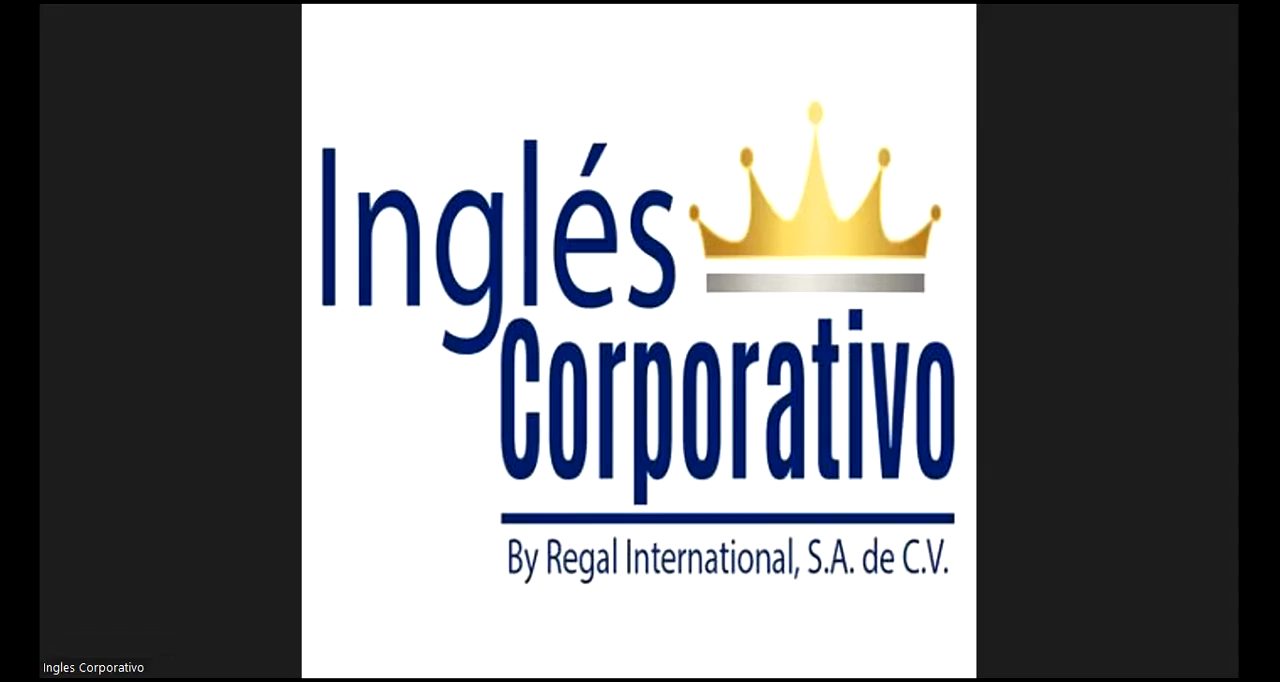 Inglés
Corporativo
By Regal International, S.A. de C.V.
Ingles Corporativo